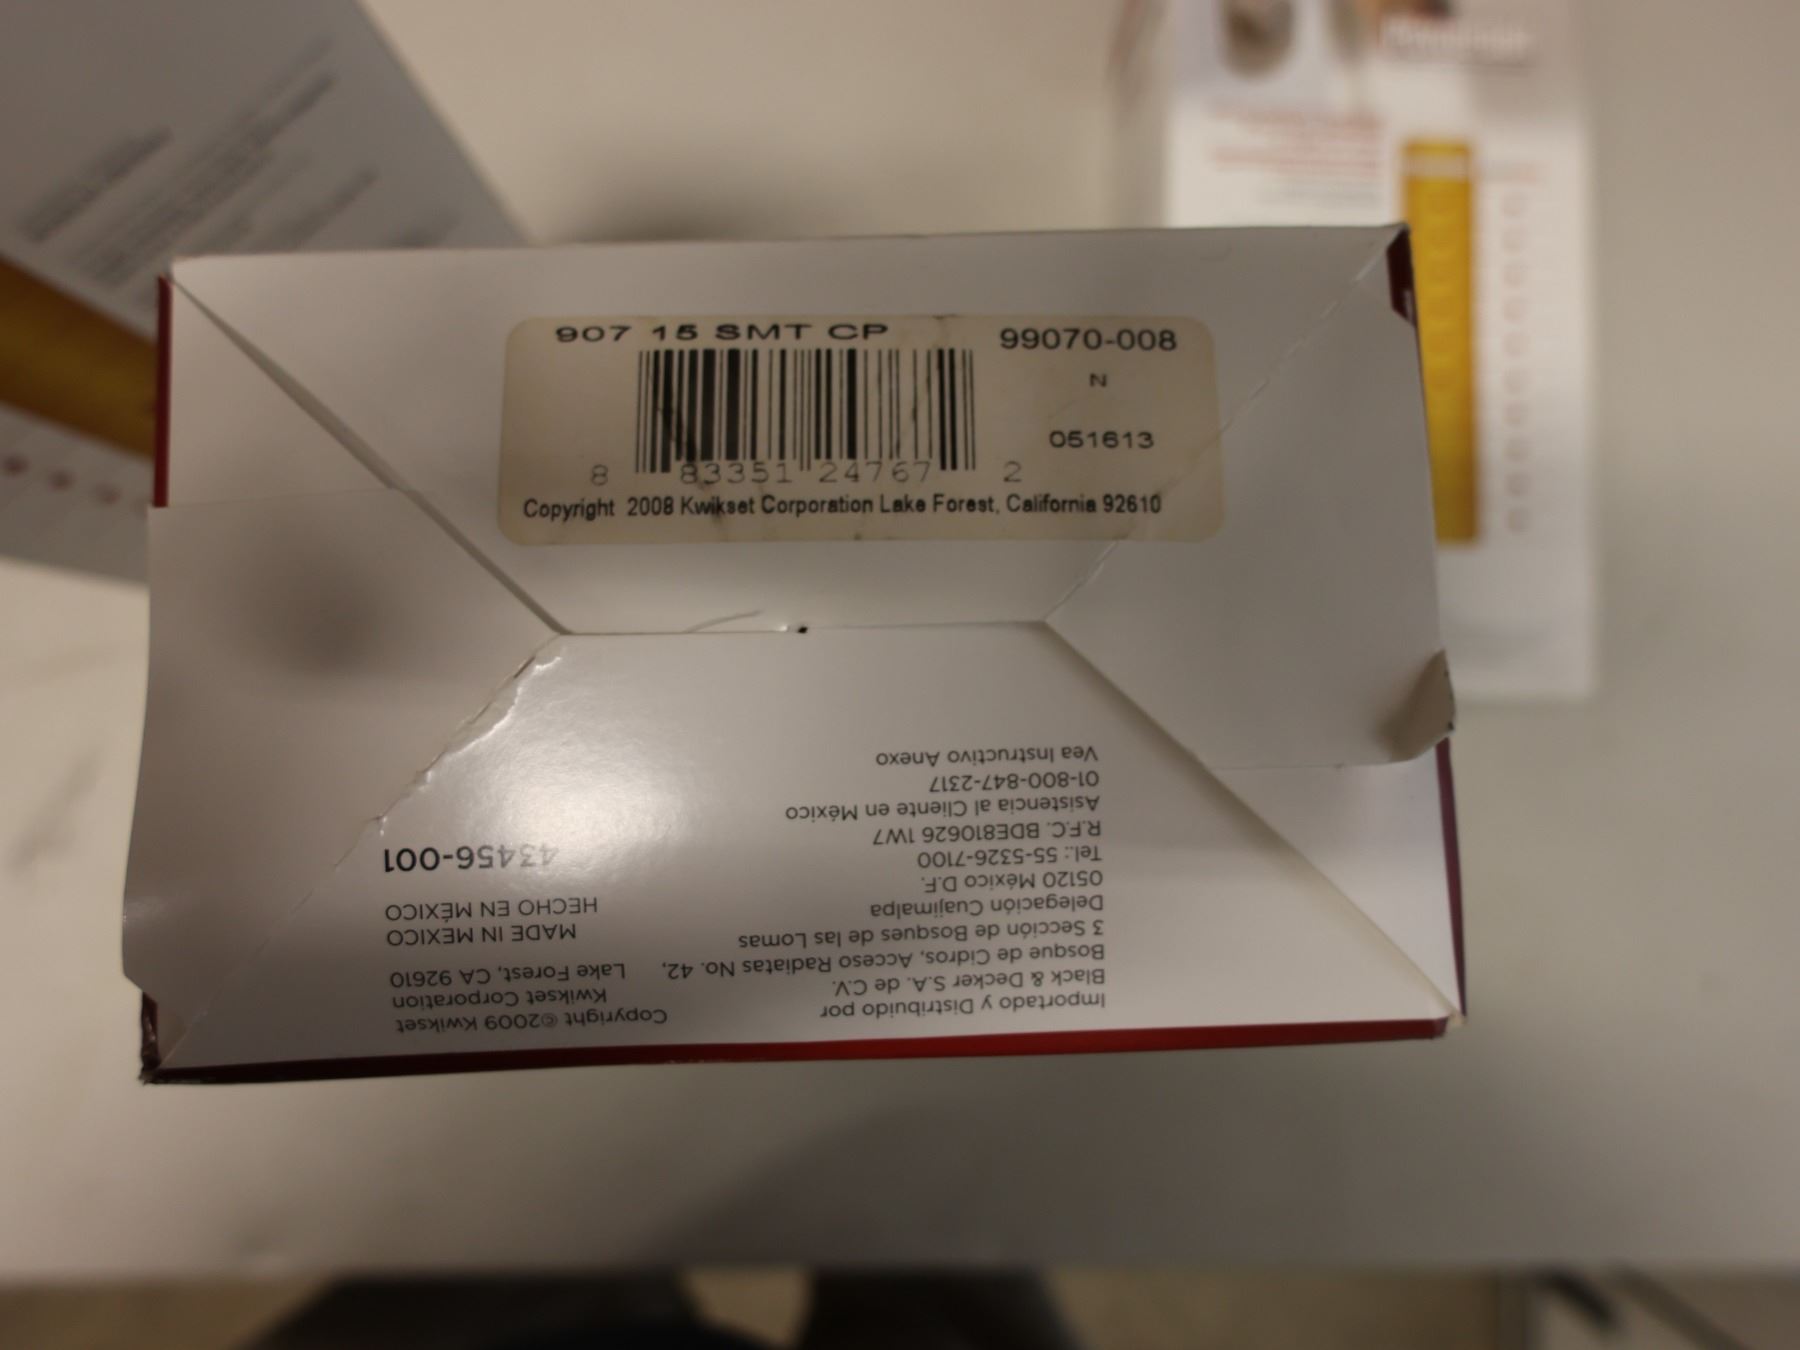 907 15 SMT CP
99070-008
N
051613
8 83351 24767 2
Copyright 2008 Kwikset Corporation Lake Forest, California 92610
Importado y Distribuido por
Black & Decker S.A. de C.V.
Bosque de Cidros, Acceso Radiatas No. 42,
3 Sección de Bosques de las Lomas
Delegación Cuajimalpa
05120 México D.F.
Tel.: 55-5326-7100
R.F.C. BDE810626 1W7
Asistencia al Cliente en México
01-800-847-2317
Vea Instructivo Anexo
Copyright ©2009 Kwikset
Kwikset Corporation
Lake Forest, CA 92610
MADE IN MÉXICO
HECHO EN MÉXICO
43456-001